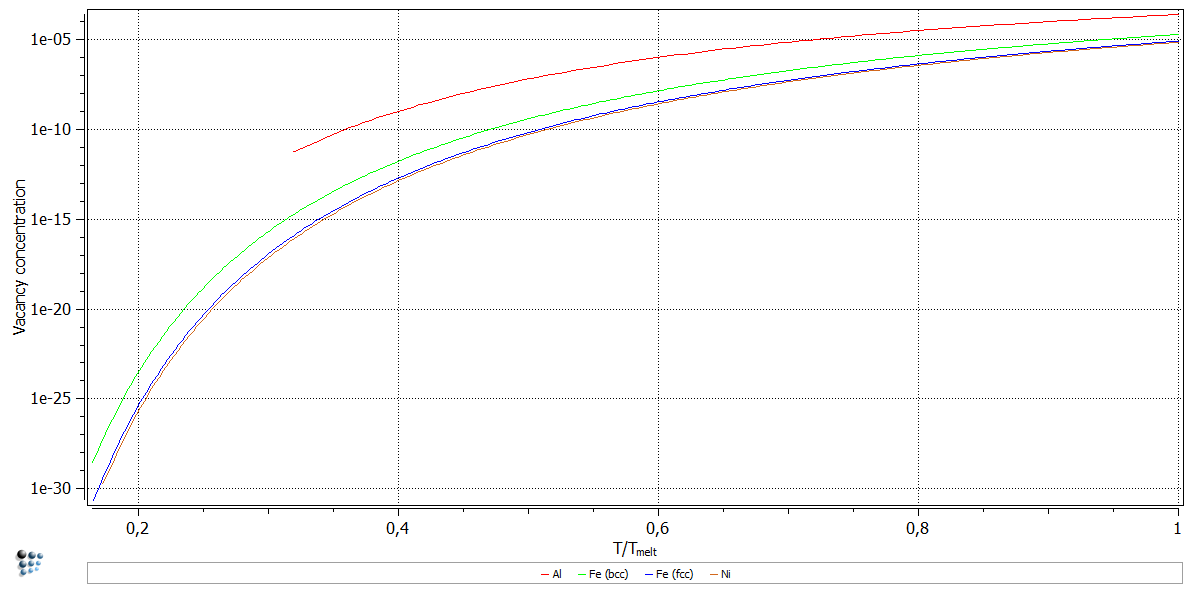 Vacancy concentration
1e-05
1e-10
1e-15
1e-20
1e-25
1e-30
0,2 0,4 0,6 0,8 1
T/Tmelt
Al Fe (bcc) Fe (fcc) Ni